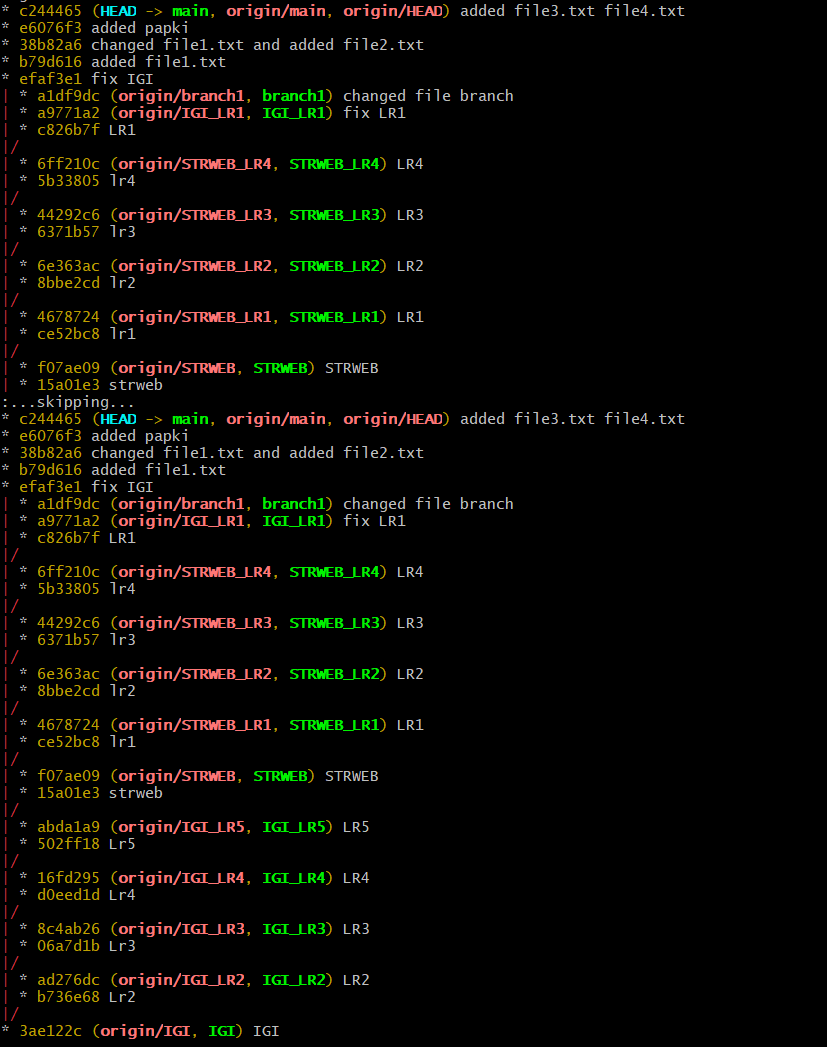 * c244465 (HEAD -> main, origin/main, origin/HEAD) added file3.txt file4.txt
* e6076f3 added papki
* 38b82a6 changed file1.txt and added file2.txt
* b79d616 added file1.txt
* efaf3e1 fix IGI
| * a1df9dc (origin/branch1, branch1) changed file branch
| * a9771a2 (origin/IGI_LR1, IGI_LR1) fix LR1
| * c826b7f LR1
|/
| * 6ff210c (origin/STRWEB_LR4, STRWEB_LR4) LR4
| * 5b33805 lr4
|/
| * 44292c6 (origin/STRWEB_LR3, STRWEB_LR3) LR3
| * 6371b57 lr3
|/
| * 6e363ac (origin/STRWEB_LR2, STRWEB_LR2) LR2
| * 8bbe2cd lr2
|/
| * 4678724 (origin/STRWEB_LR1, STRWEB_LR1) LR1
| * ce52bc8 lr1
|/
| * f07ae09 (origin/STRWEB, STRWEB) STRWEB
| * 15a01e3 strweb
:...skipping...
* c244465 (HEAD -> main, origin/main, origin/HEAD) added file3.txt file4.txt
* e6076f3 added papki
* 38b82a6 changed file1.txt and added file2.txt
* b79d616 added file1.txt
* efaf3e1 fix IGI
| * a1df9dc (origin/branch1, branch1) changed file branch
| * a9771a2 (origin/IGI_LR1, IGI_LR1) fix LR1
| * c826b7f LR1
|/
| * 6ff210c (origin/STRWEB_LR4, STRWEB_LR4) LR4
| * 5b33805 lr4
|/
| * 44292c6 (origin/STRWEB_LR3, STRWEB_LR3) LR3
| * 6371b57 lr3
|/
| * 6e363ac (origin/STRWEB_LR2, STRWEB_LR2) LR2
| * 8bbe2cd lr2
|/
| * 4678724 (origin/STRWEB_LR1, STRWEB_LR1) LR1
| * ce52bc8 lr1
|/
| * f07ae09 (origin/STRWEB, STRWEB) STRWEB
| * 15a01e3 strweb
|/
| * abda1a9 (origin/IGI_LR5, IGI_LR5) LR5
| * 502ff18 Lr5
|/
| * 16fd295 (origin/IGI_LR4, IGI_LR4) LR4
| * d0eed1d Lr4
|/
| * 8c4ab26 (origin/IGI_LR3, IGI_LR3) LR3
| * 06a7d1b Lr3
|/
| * ad276dc (origin/IGI_LR2, IGI_LR2) LR2
| * b736e68 Lr2
|/
* 3ae122c (origin/IGI, IGI) IGI